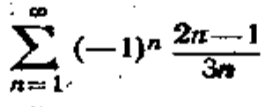 ∞
∑ (−1)ⁿ (2n−1)/(3n)
n=1